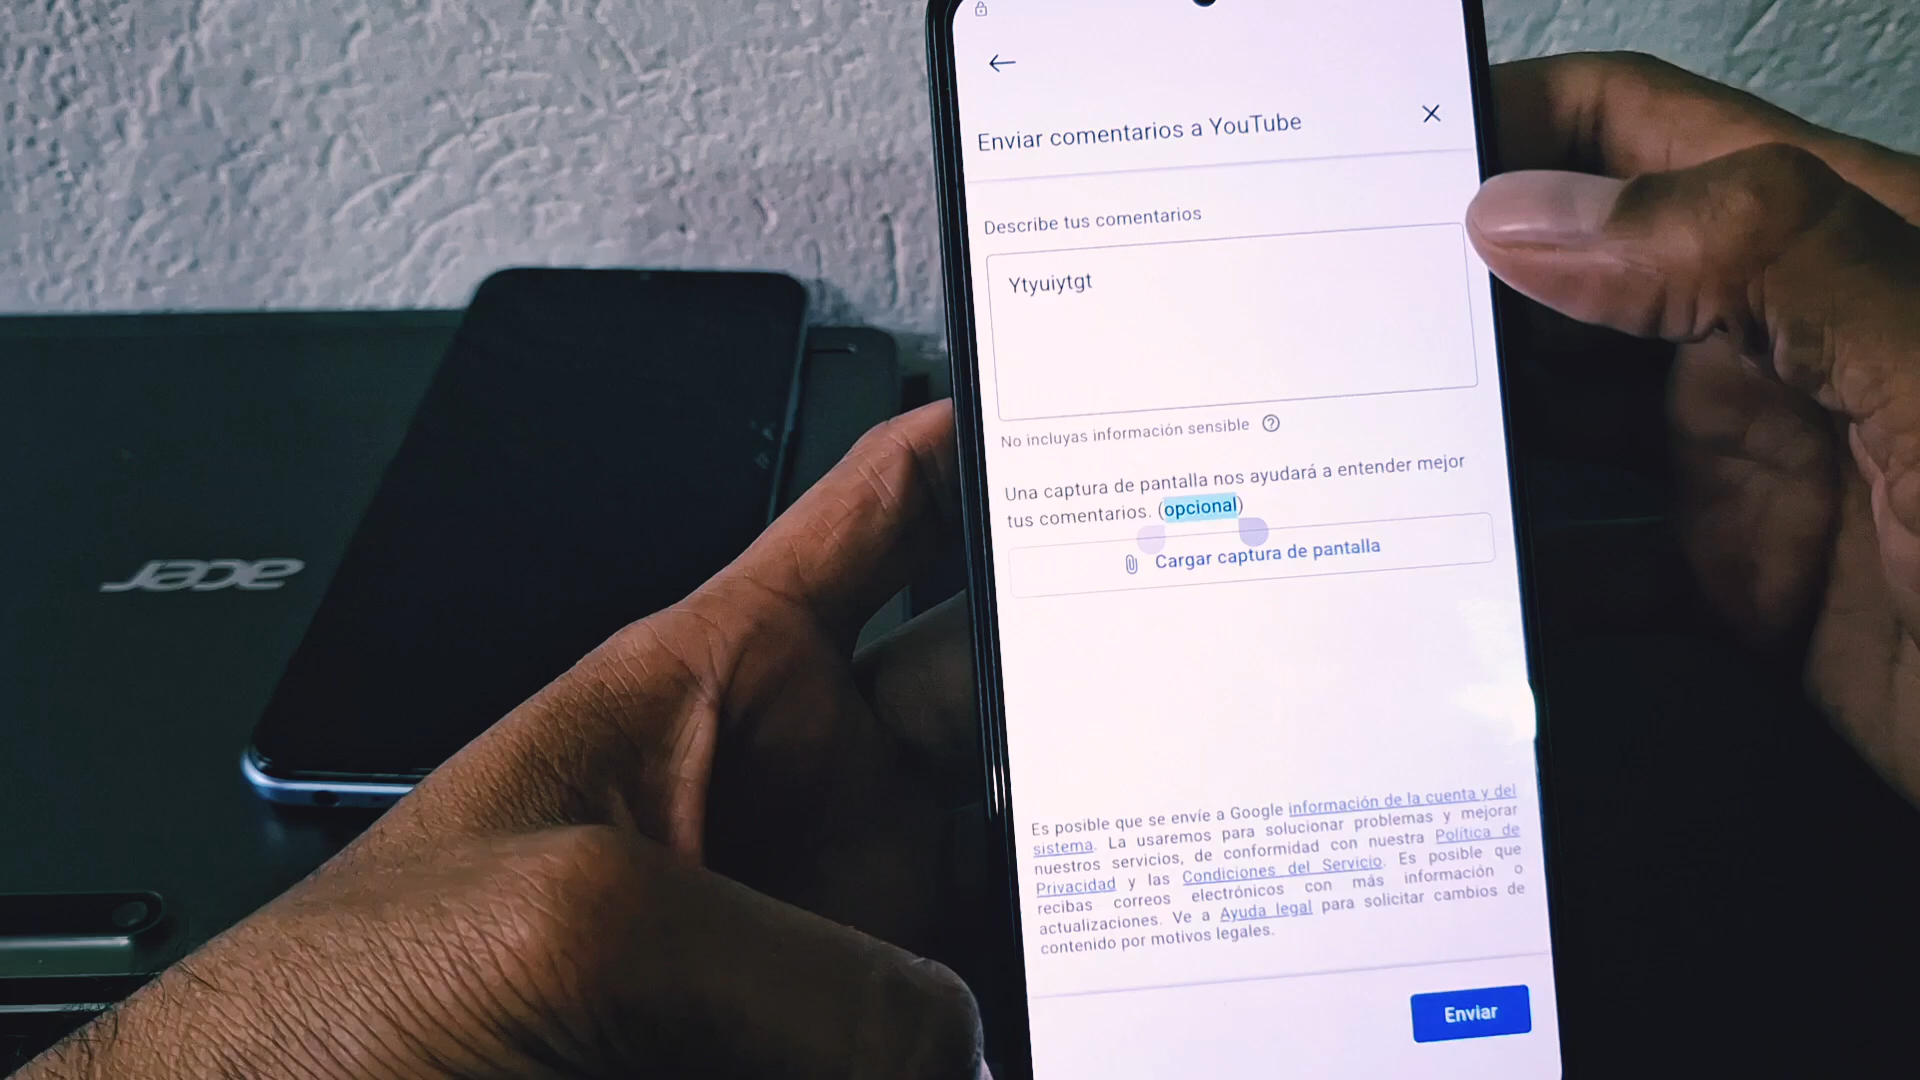 Enviar comentarios a YouTube
Describe tus comentarios
Ytyuiytgt
No incluyas información sensible
Una captura de pantalla nos ayudará a entender mejor
tus comentarios. (opcional)
Cargar captura de pantalla
Es posible que se envíe a Google información de la cuenta y del
sistema. La usaremos para solucionar problemas y mejorar
nuestros servicios, de conformidad con nuestra Política de
Privacidad y las Condiciones del Servicio. Es posible que
recibas correos electrónicos con más información o
actualizaciones. Ve a Ayuda legal para solicitar cambios de
contenido por motivos legales.
Enviar
acer